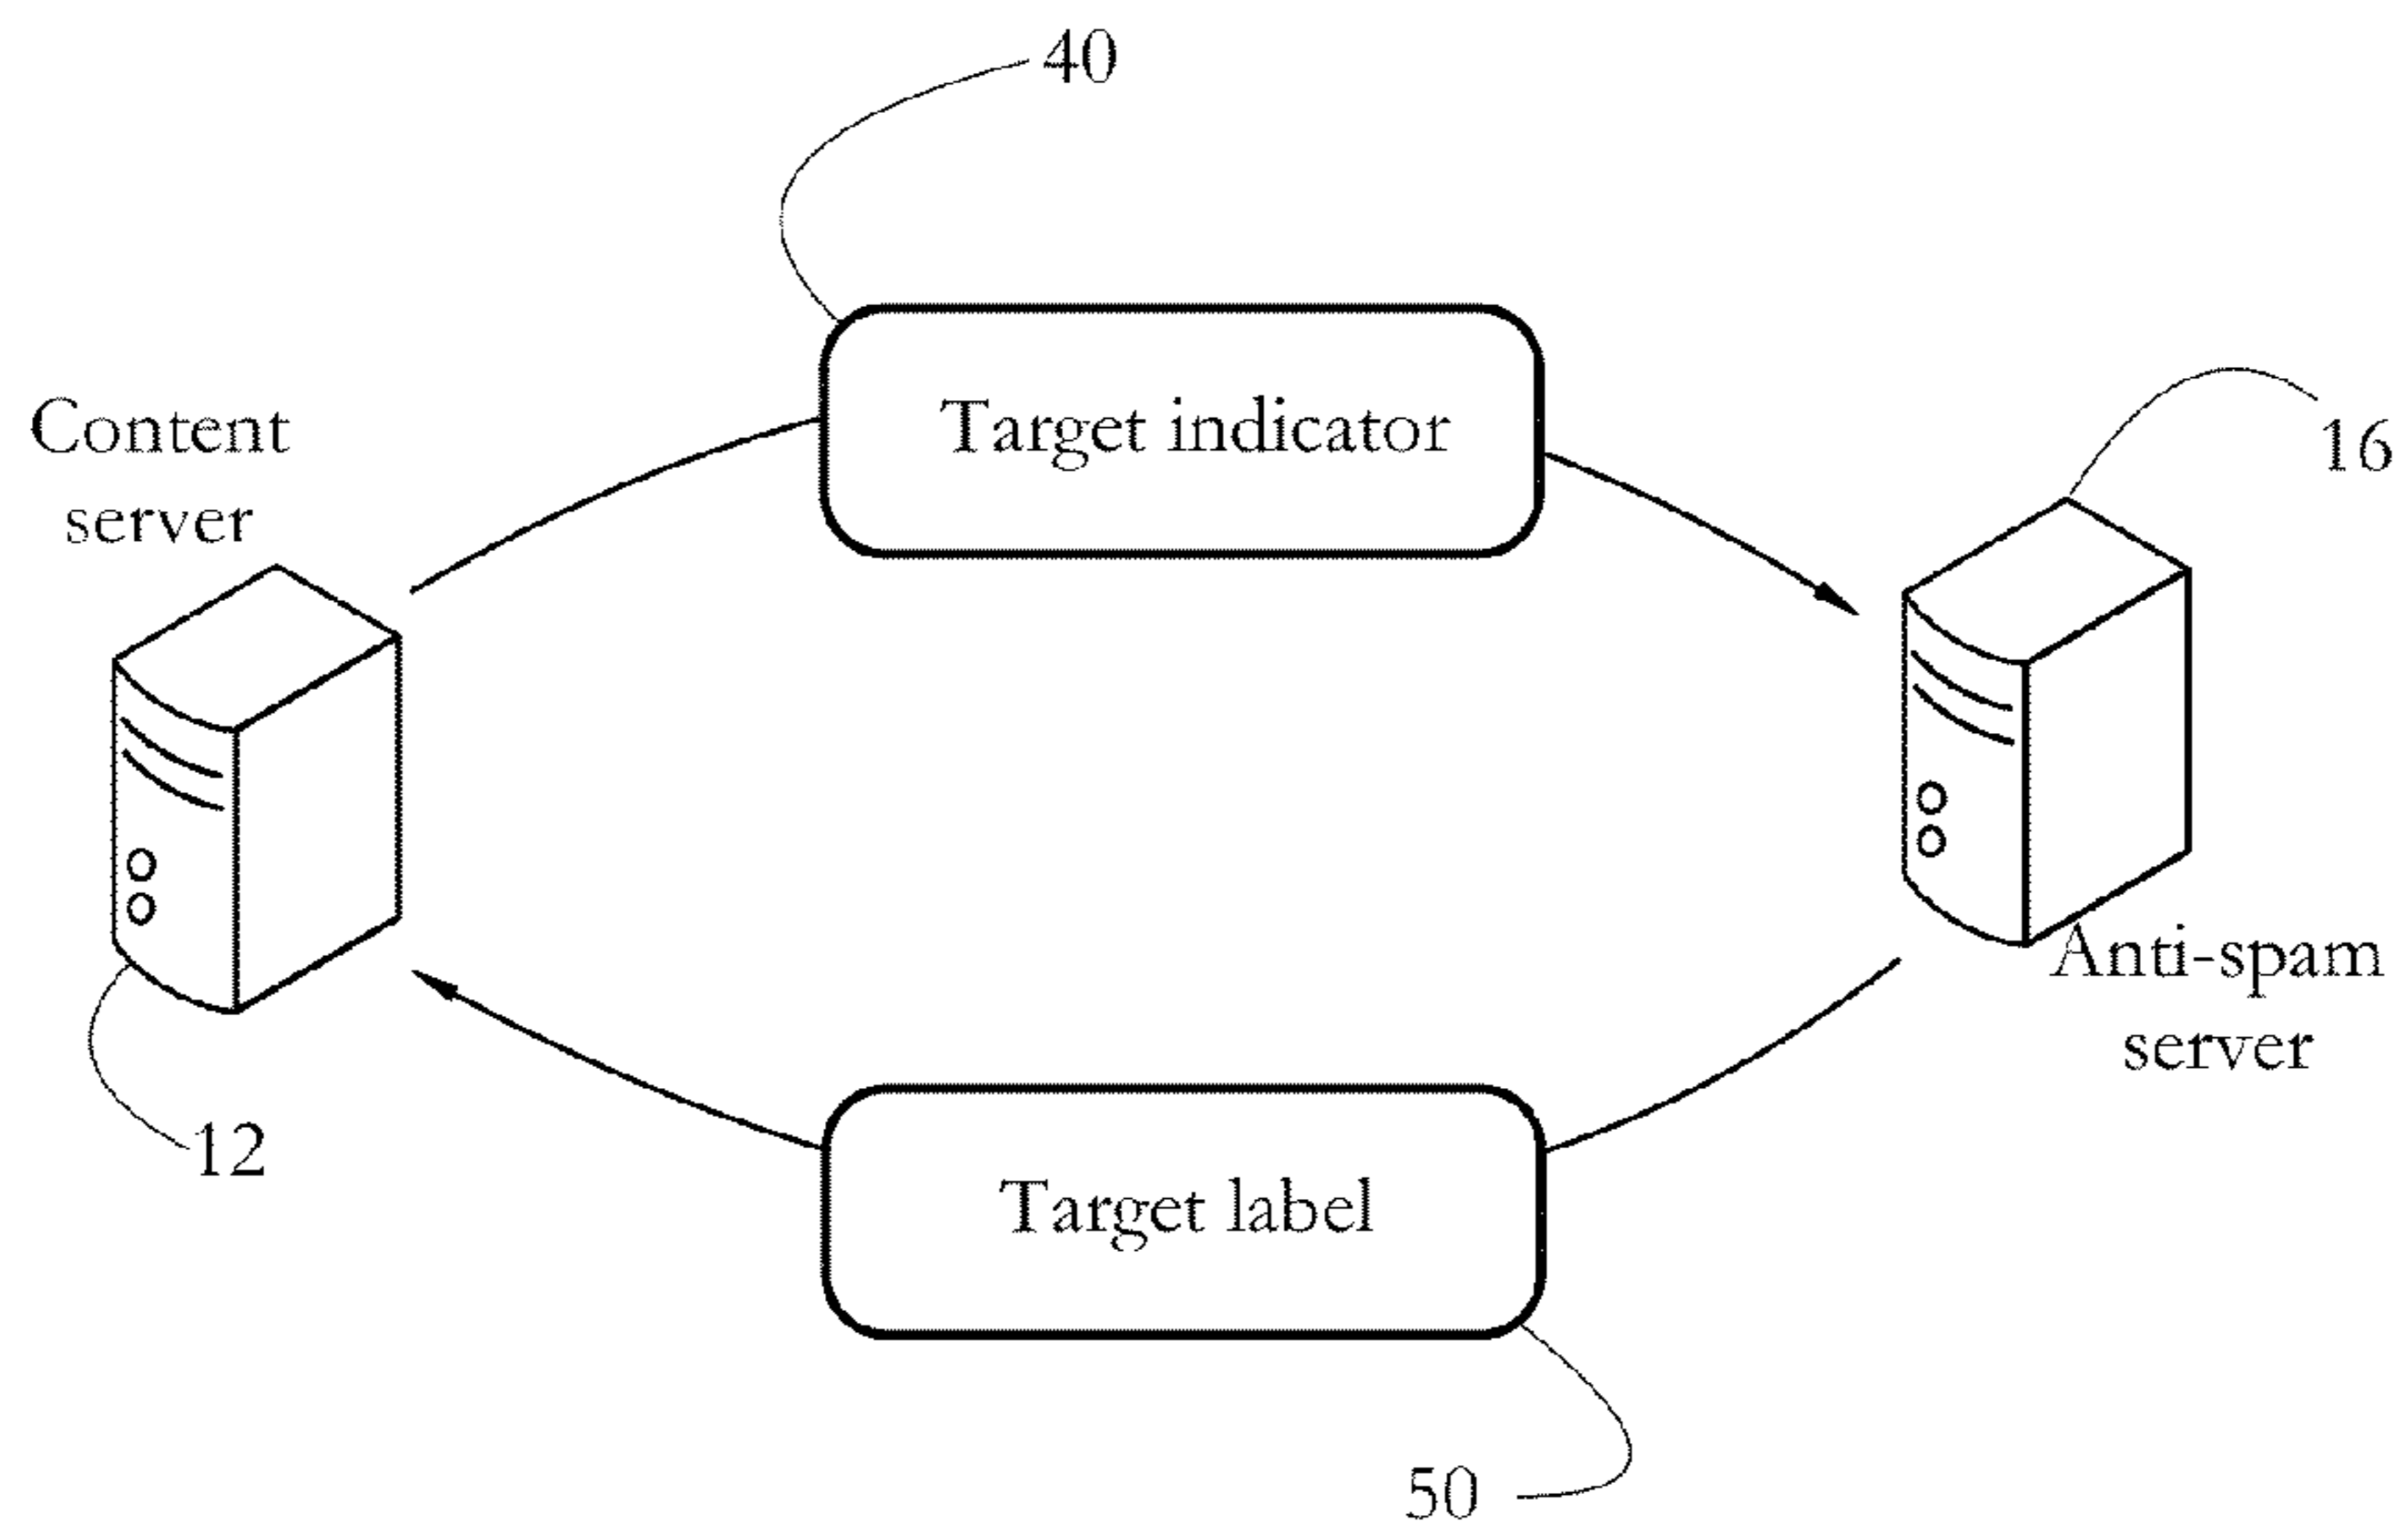 40
Target indicator
Content
server
16
Anti-spam
server
12
Target label
50